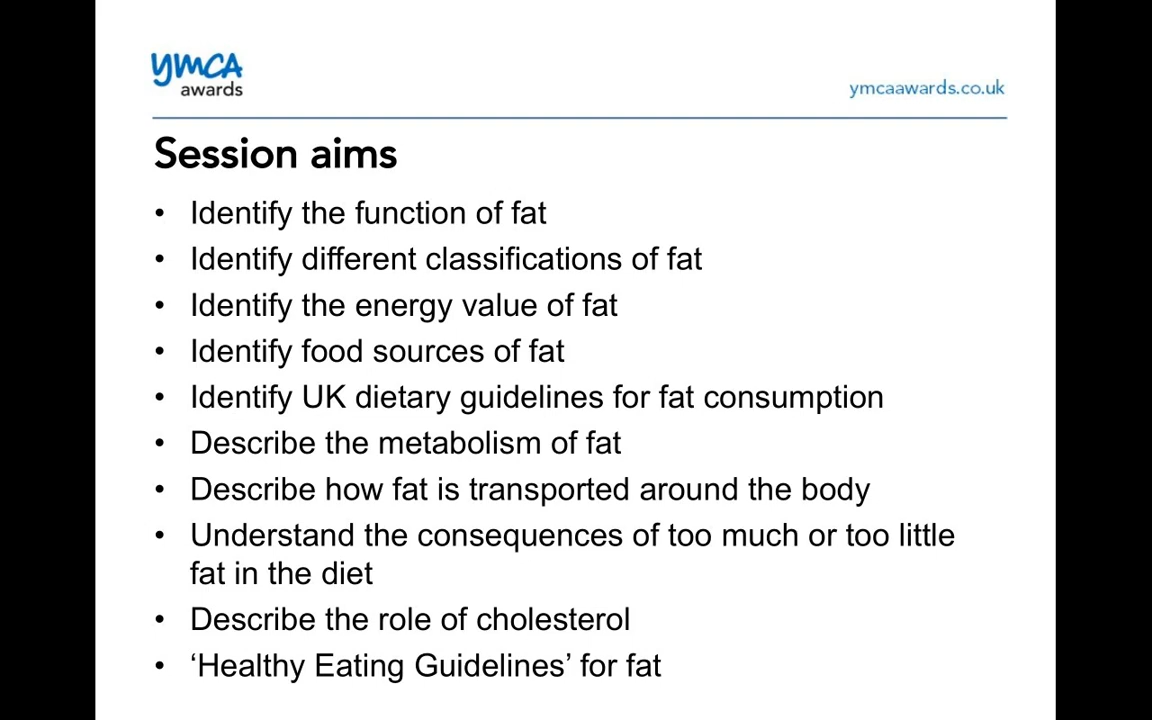 ymca
awards
ymcaawards.co.uk
Session aims
• Identify the function of fat
• Identify different classifications of fat
• Identify the energy value of fat
• Identify food sources of fat
• Identify UK dietary guidelines for fat consumption
• Describe the metabolism of fat
• Describe how fat is transported around the body
• Understand the consequences of too much or too little
fat in the diet
• Describe the role of cholesterol
• ‘Healthy Eating Guidelines’ for fat